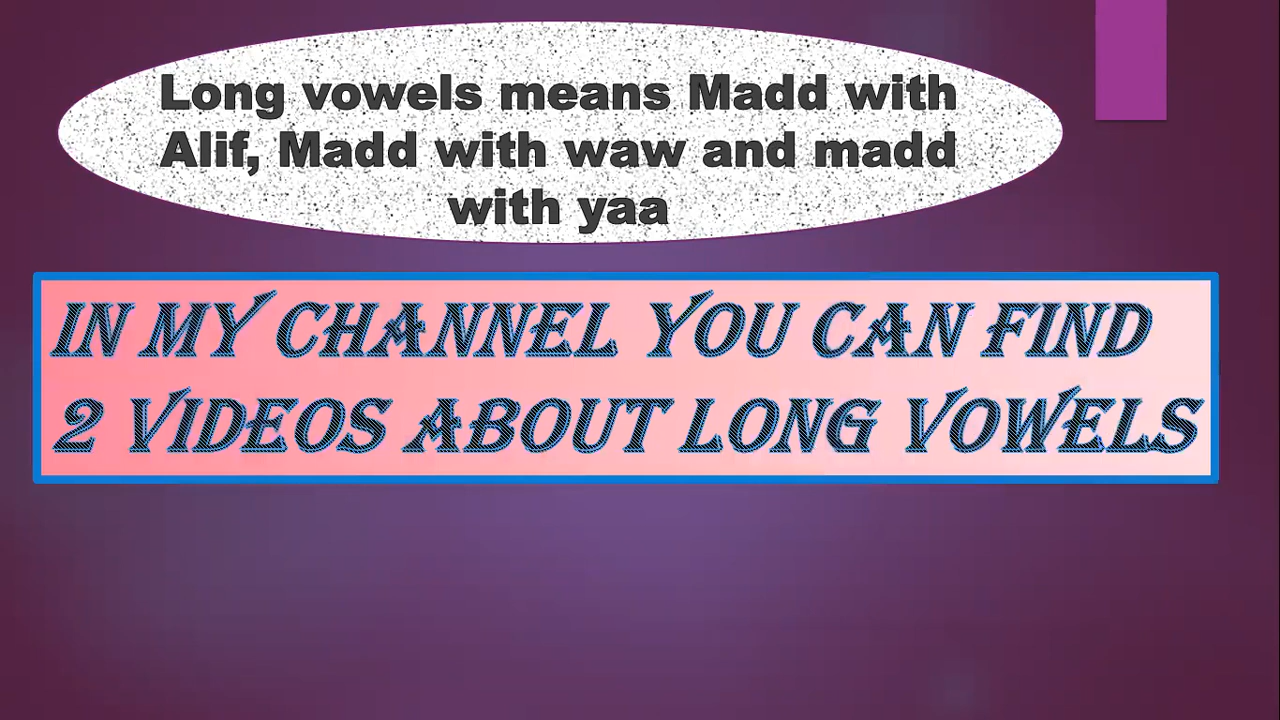 Long vowels means Madd with
Alif, Madd with waw and madd
with yaa
IN MY CHANNEL YOU CAN FIND
2 VIDEOS ABOUT LONG VOWELS